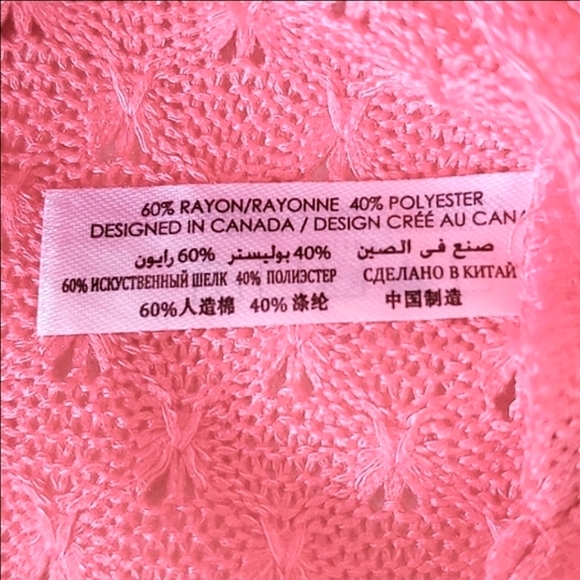 60% RAYON/RAYONNE 40% POLYESTER
DESIGNED IN CANADA / DESIGN CRÉÉ AU CANA
صنع فى الصين 40% بوليستر 60% رايون
60% ИСКУСТВЕННЫЙ ШЕЛК 40% ПОЛИЭСТЕР СДЕЛАНО В КИТАЙ
60%人造棉 40%涤纶 中国制造